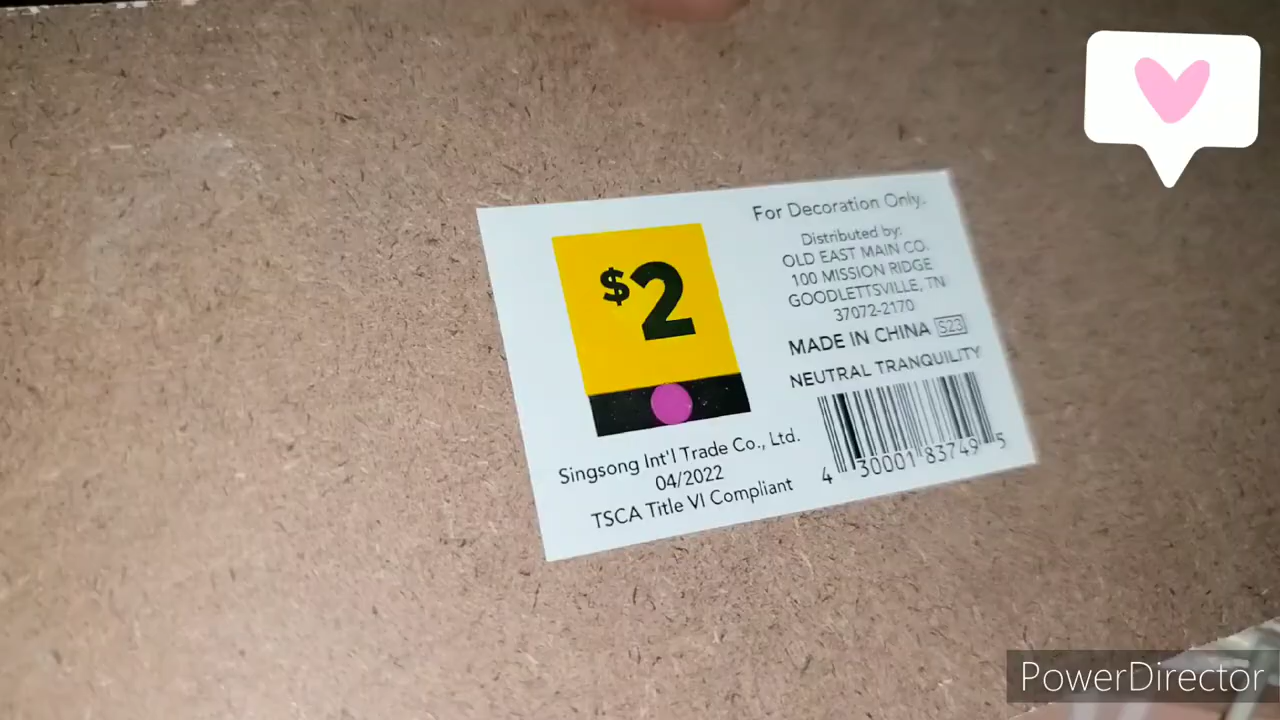 $2
Singsong Int'l Trade Co., Ltd.
04/2022
TSCA Title VI Compliant
For Decoration Only.
Distributed by:
OLD EAST MAIN CO.
100 MISSION RIDGE
GOODLETTSVILLE, TN
37072-2170
MADE IN CHINA S23
NEUTRAL TRANQUILITY
4 30001 83749 5
PowerDirector